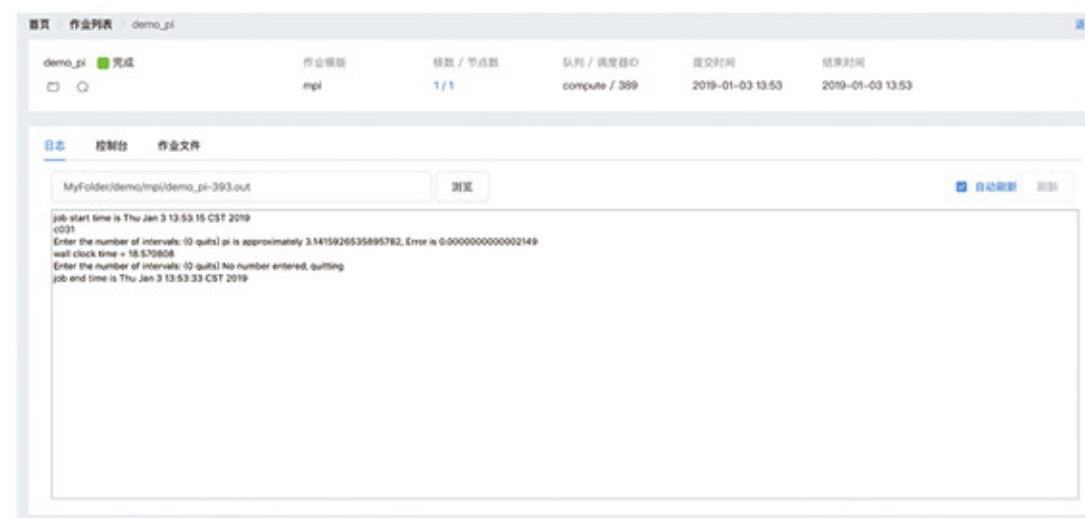 首页 作业列表 demo_pi
demo_pi 完成 作业模版 核数 / 节点数 队列 / 调度器ID 提交时间 结束时间
mpi 1 / 1 compute / 389 2019-01-03 13:53 2019-01-03 13:53
日志 控制台 作业文件
MyFolder/demo/mpi/demo_pi-393.out 浏览 自动刷新 刷新
job start time is Thu Jan 3 13:53:15 CST 2019
c031
Enter the number of intervals: (0 quits) pi is approximately 3.1415926535895782, Error is 0.0000000000002149
wall clock time = 18.570808
Enter the number of intervals: (0 quits) No number entered, quitting
job end time is Thu Jan 3 13:53:33 CST 2019